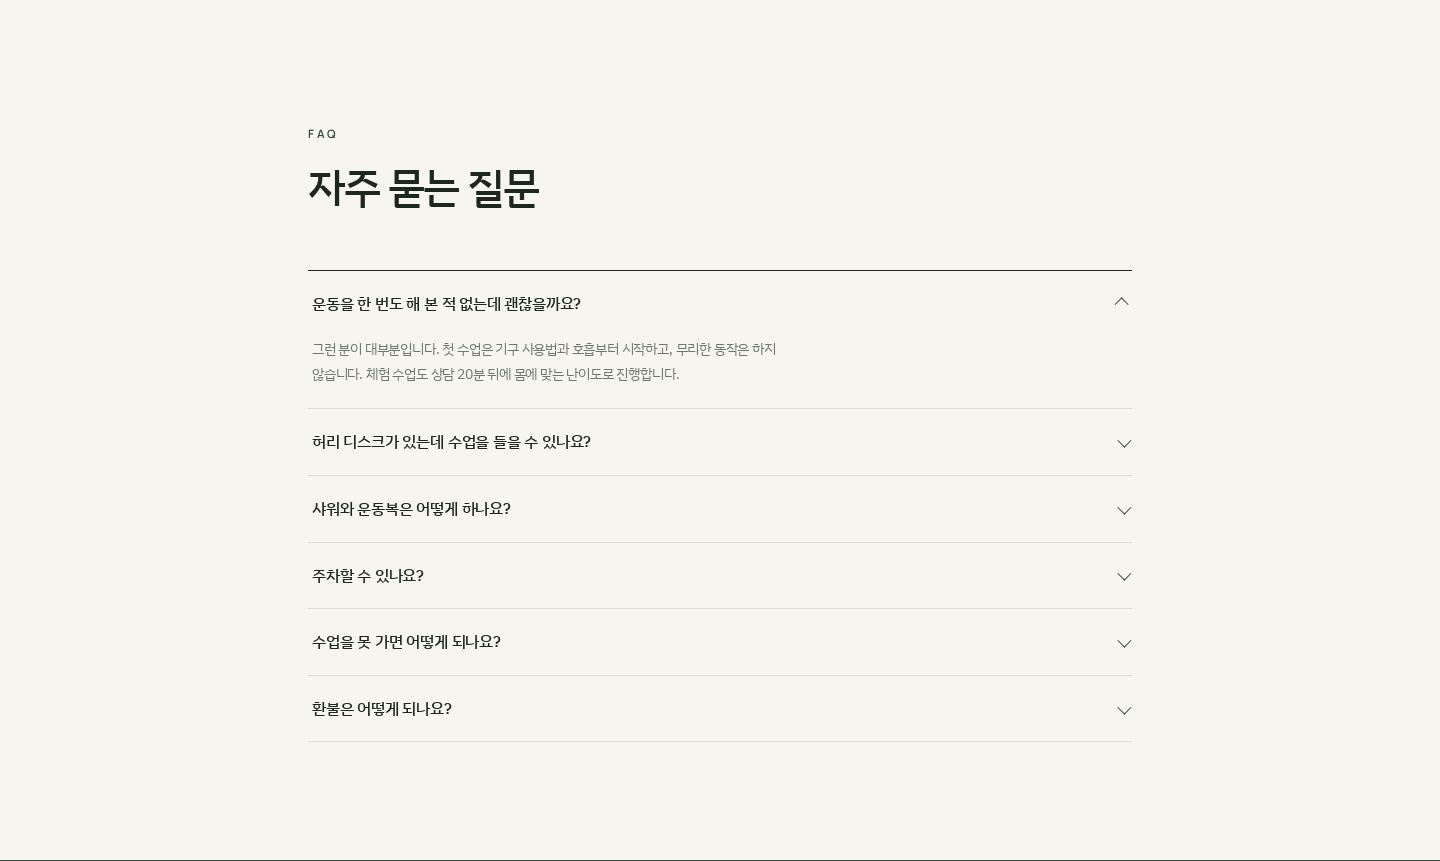 FAQ
자주 묻는 질문
운동을 한 번도 해 본 적 없는데 괜찮을까요?
그런 분이 대부분입니다. 첫 수업은 기구 사용법과 호흡부터 시작하고, 무리한 동작은 하지
않습니다. 체험 수업도 상담 20분 뒤에 몸에 맞는 난이도로 진행합니다.
허리 디스크가 있는데 수업을 들을 수 있나요?
샤워와 운동복은 어떻게 하나요?
주차할 수 있나요?
수업을 못 가면 어떻게 되나요?
환불은 어떻게 되나요?